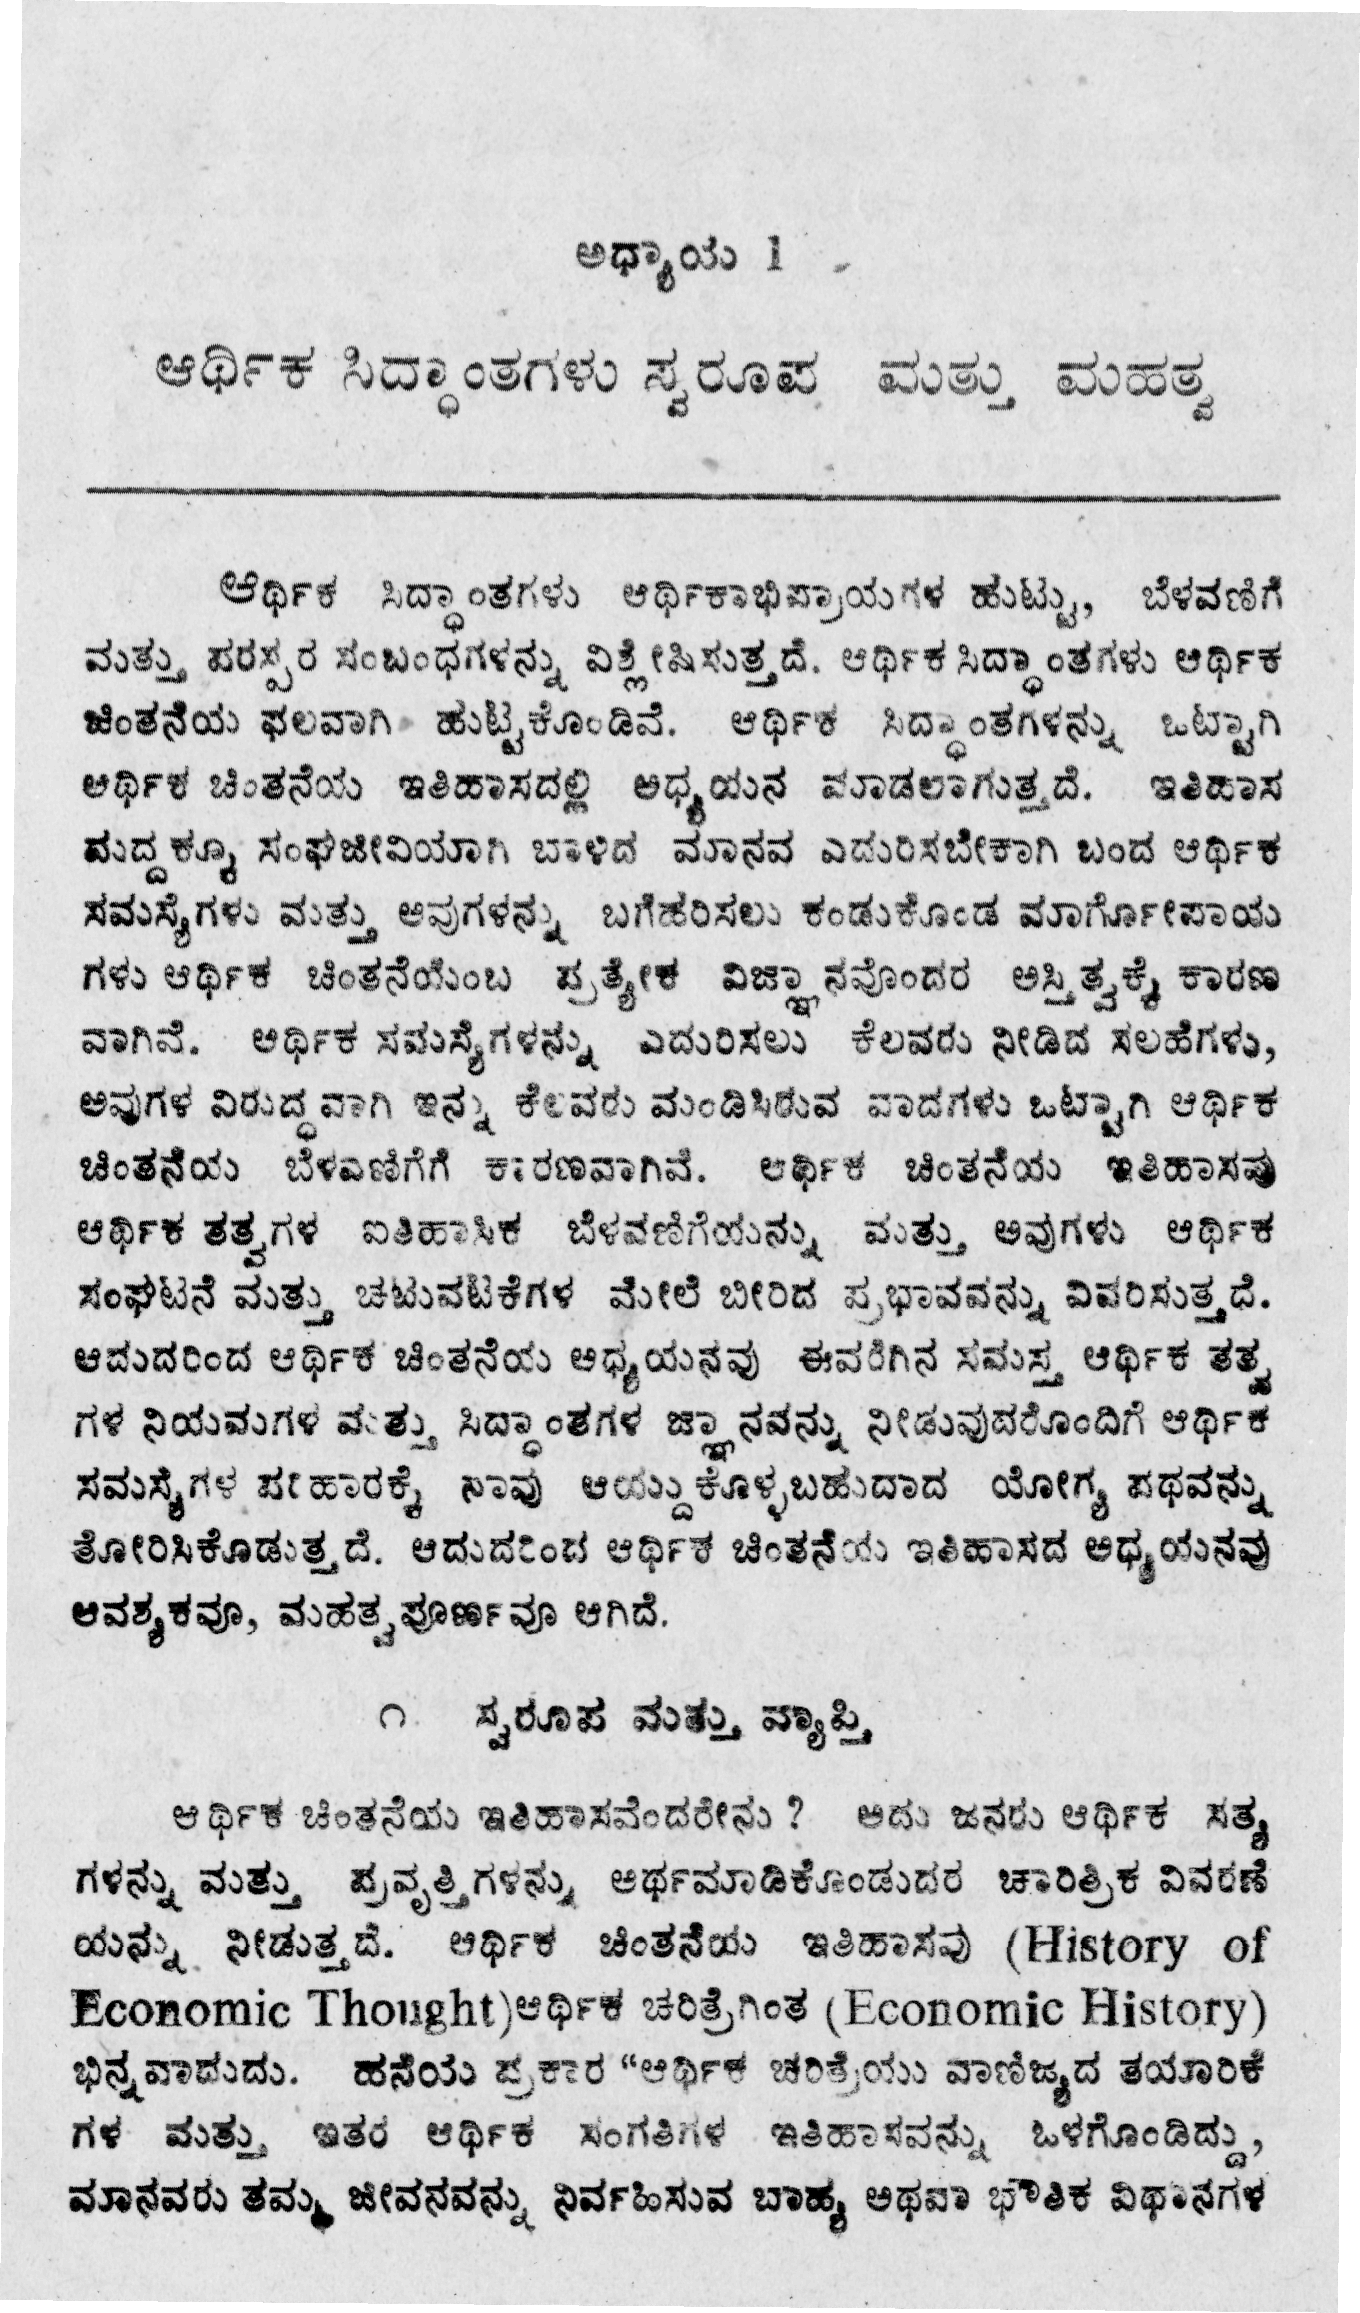 ಅಧ್ಯಾಯ 1
ಆರ್ಥಿಕ ಸಿದ್ಧಾಂತಗಳು ಸ್ವರೂಪ ಮತ್ತು ಮಹತ್ವ
ಆರ್ಥಿಕ ಸಿದ್ಧಾಂತಗಳು ಆರ್ಥಿಕಾಭಿಪ್ರಾಯಗಳ ಹುಟ್ಟು, ಬೆಳವಣಿಗೆ
ಮತ್ತು ಪರಸ್ಪರ ಸಂಬಂಧಗಳನ್ನು ವಿಶ್ಲೇಷಿಸುತ್ತದೆ. ಆರ್ಥಿಕ ಸಿದ್ಧಾಂತಗಳು ಆರ್ಥಿಕ
ಚಿಂತನೆಯ ಫಲವಾಗಿ ಹುಟ್ಟಿಕೊಂಡಿವೆ. ಆರ್ಥಿಕ ಸಿದ್ಧಾಂತಗಳನ್ನು ಒಟ್ಟಾಗಿ
ಆರ್ಥಿಕ ಚಿಂತನೆಯ ಇತಿಹಾಸದಲ್ಲಿ ಅಧ್ಯಯನ ಮಾಡಲಾಗುತ್ತದೆ. ಇತಿಹಾಸ
ಮದ್ದಕ್ಕೂ ಸಂಘಜೀವಿಯಾಗಿ ಬಾಳಿದ ಮಾನವ ಎದುರಿಸಬೇಕಾಗಿ ಬಂದ ಆರ್ಥಿಕ
ಸಮಸ್ಯೆಗಳು ಮತ್ತು ಅವುಗಳನ್ನು ಬಗೆಹರಿಸಲು ಕಂಡುಕೊಂಡ ಮಾರ್ಗೋಪಾಯ
ಗಳು ಆರ್ಥಿಕ ಚಿಂತನೆಯೆಂಬ ಪ್ರತ್ಯೇಕ ವಿಜ್ಞಾನವೊಂದರ ಅಸ್ತಿತ್ವಕ್ಕೆ ಕಾರಣ
ವಾಗಿವೆ. ಆರ್ಥಿಕ ಸಮಸ್ಯೆಗಳನ್ನು ಎದುರಿಸಲು ಕೆಲವರು ನೀಡಿದ ಸಲಹೆಗಳು,
ಅವುಗಳ ವಿರುದ್ಧವಾಗಿ ಇನ್ನು ಕೆಲವರು ಮಂಡಿಸಿರುವ ವಾದಗಳು ಒಟ್ಟಾಗಿ ಆರ್ಥಿಕ
ಚಿಂತನೆಯ ಬೆಳವಣಿಗೆಗೆ ಕಾರಣವಾಗಿವೆ. ಆರ್ಥಿಕ ಚಿಂತನೆಯ ಇತಿಹಾಸವು
ಆರ್ಥಿಕ ತತ್ವಗಳ ಐತಿಹಾಸಿಕ ಬೆಳವಣಿಗೆಯನ್ನು ಮತ್ತು ಅವುಗಳು ಆರ್ಥಿಕ
ಸಂಘಟನೆ ಮತ್ತು ಚಟುವಟಿಕೆಗಳ ಮೇಲೆ ಬೀರಿದ ಪ್ರಭಾವವನ್ನು ವಿವರಿಸುತ್ತದೆ.
ಆದುದರಿಂದ ಆರ್ಥಿಕ ಚಿಂತನೆಯ ಅಧ್ಯಯನವು ಈವರೆಗಿನ ಸಮಸ್ತ ಆರ್ಥಿಕ ತತ್ವ
ಗಳ ನಿಯಮಗಳ ಮತ್ತು ಸಿದ್ಧಾಂತಗಳ ಜ್ಞಾನವನ್ನು ನೀಡುವುದರೊಂದಿಗೆ ಆರ್ಥಿಕ
ಸಮಸ್ಯೆಗಳ ಪರಿಹಾರಕ್ಕೆ ನಾವು ಆಯ್ದುಕೊಳ್ಳಬಹುದಾದ ಯೋಗ್ಯ ಪಥವನ್ನು
ತೋರಿಸಿಕೊಡುತ್ತದೆ. ಆದುದರಿಂದ ಆರ್ಥಿಕ ಚಿಂತನೆಯ ಇತಿಹಾಸದ ಅಧ್ಯಯನವು
ಆವಶ್ಯಕವೂ, ಮಹತ್ವಪೂರ್ಣವೂ ಆಗಿದೆ.
೧ ಸ್ವರೂಪ ಮತ್ತು ವ್ಯಾಪ್ತಿ
ಆರ್ಥಿಕ ಚಿಂತನೆಯ ಇತಿಹಾಸವೆಂದರೇನು ? ಅದು ಜನರು ಆರ್ಥಿಕ ಸತ್ಯ
ಗಳನ್ನು ಮತ್ತು ಪ್ರವೃತ್ತಿಗಳನ್ನು ಅರ್ಥಮಾಡಿಕೊಂಡುದರ ಚಾರಿತ್ರಿಕ ವಿವರಣೆ
ಯನ್ನು ನೀಡುತ್ತದೆ. ಆರ್ಥಿಕ ಚಿಂತನೆಯ ಇತಿಹಾಸವು (History of
Economic Thought)ಆರ್ಥಿಕ ಚರಿತ್ರೆಗಿಂತ (Economic History)
ಭಿನ್ನವಾದುದು. ಹನೆಯ ಪ್ರಕಾರ "ಆರ್ಥಿಕ ಚರಿತ್ರೆಯು ವಾಣಿಜ್ಯದ ತಯಾರಿಕೆ
ಗಳ ಮತ್ತು ಇತರ ಆರ್ಥಿಕ ಸಂಗತಿಗಳ ಇತಿಹಾಸವನ್ನು ಒಳಗೊಂಡಿದ್ದು,
ಮಾನವರು ತಮ್ಮ ಜೀವನವನ್ನು ನಿರ್ವಹಿಸುವ ಬಾಹ್ಯ ಅಥವಾ ಭೌತಿಕ ವಿಧಾನಗಳ